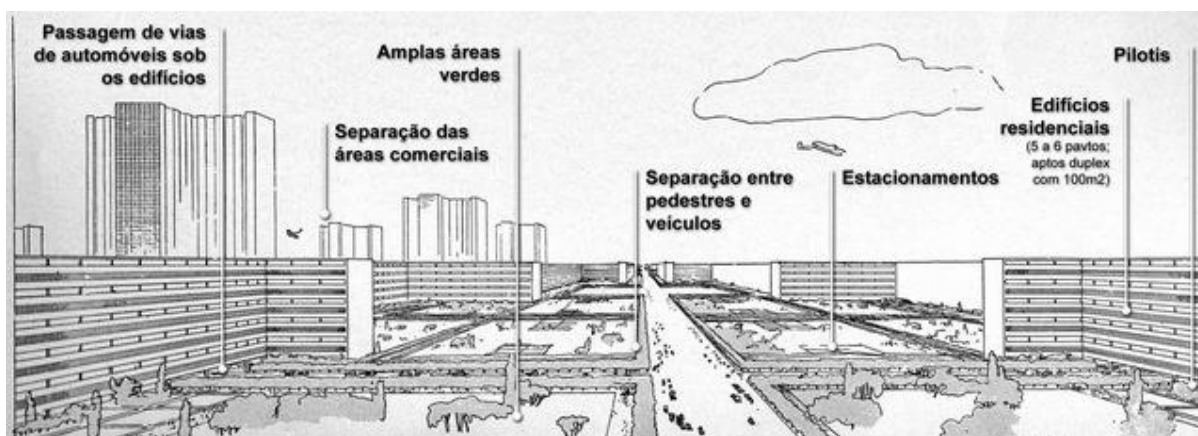 Passagem de vias
de automóveis sob
os edifícios
Amplas áreas
verdes
Separação das
áreas comerciais
Separação entre
pedestres e
veículos
Estacionamentos
Pilotis
Edifícios
residenciais
(5 a 6 pavtos;
aptos duplex
com 100m2)